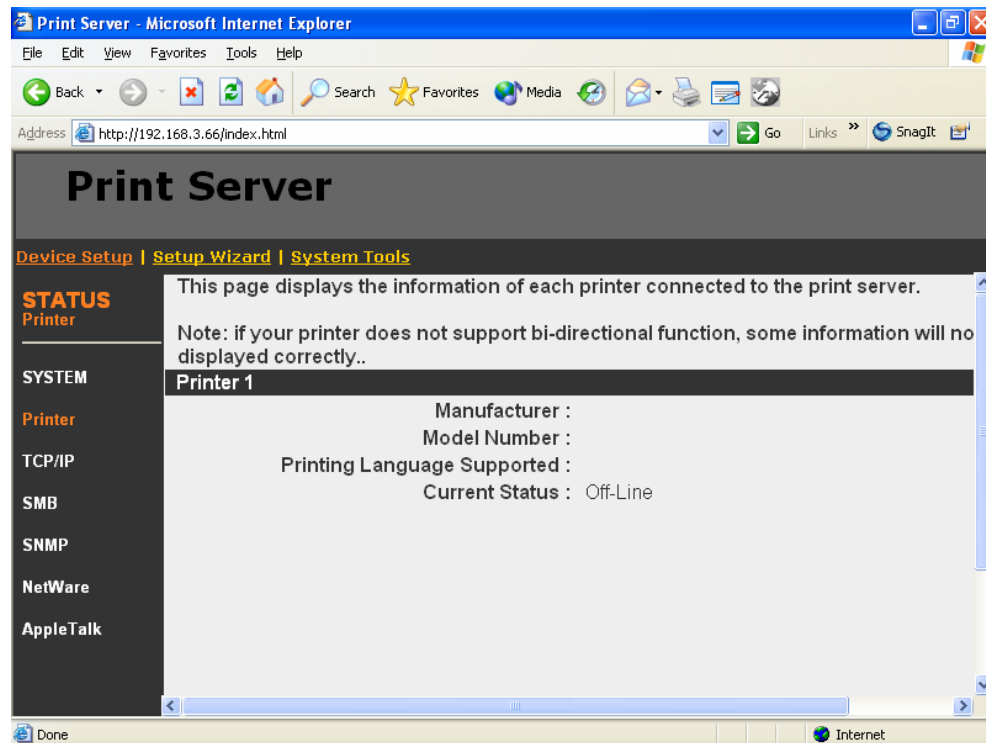 Print Server - Microsoft Internet Explorer
File Edit View Favorites Tools Help
Back Search Favorites Media
Address http://192.168.3.66/index.html Go Links » SnagIt
Print Server
Device Setup | Setup Wizard | System Tools
STATUS
Printer
SYSTEM
Printer
TCP/IP
SMB
SNMP
NetWare
AppleTalk
This page displays the information of each printer connected to the print server.
Note: if your printer does not support bi-directional function, some information will no
displayed correctly..
Printer 1
Manufacturer :
Model Number :
Printing Language Supported :
Current Status : Off-Line
Done Internet